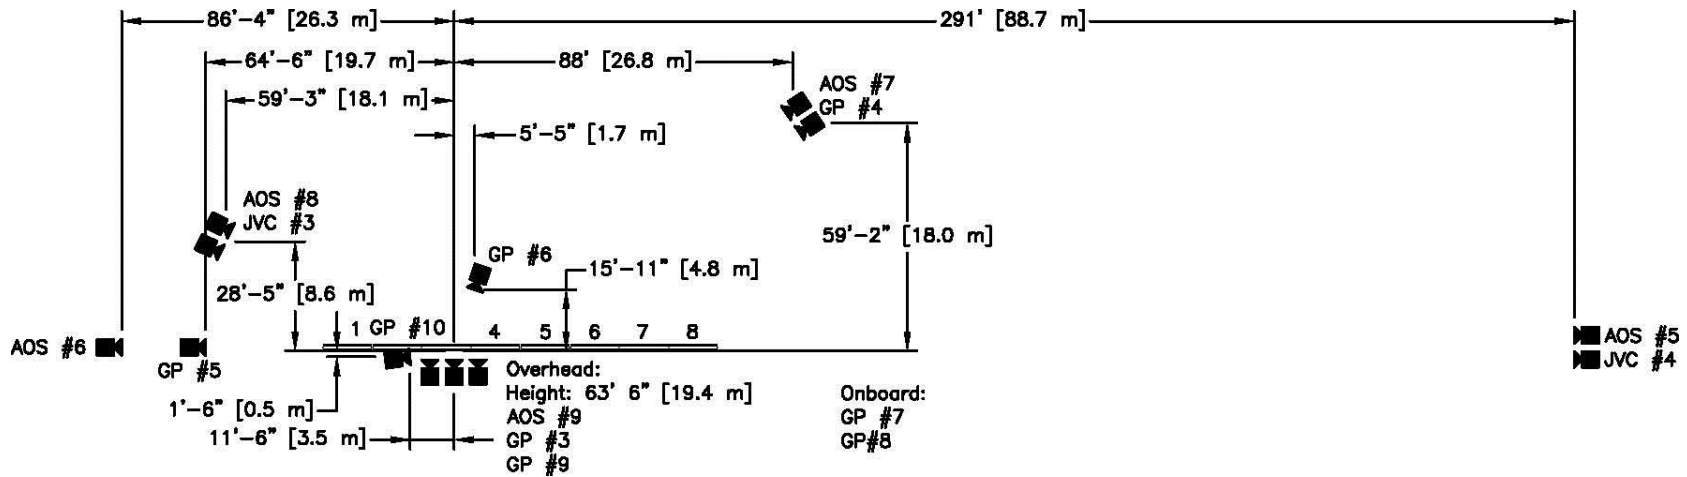 86'-4" [26.3 m]
291' [88.7 m]
64'-6" [19.7 m]
88' [26.8 m]
59'-3" [18.1 m]
AOS #7
GP #4
5'-5" [1.7 m]
AOS #8
JVC #3
59'-2" [18.0 m]
GP #6
15'-11" [4.8 m]
28'-5" [8.6 m]
1 GP #10 4 5 6 7 8
AOS #6
GP #5
AOS #5
JVC #4
Overhead:
Height: 63' 6" [19.4 m]
AOS #9
GP #3
GP #9
Onboard:
GP #7
GP#8
1'-6" [0.5 m]
11'-6" [3.5 m]